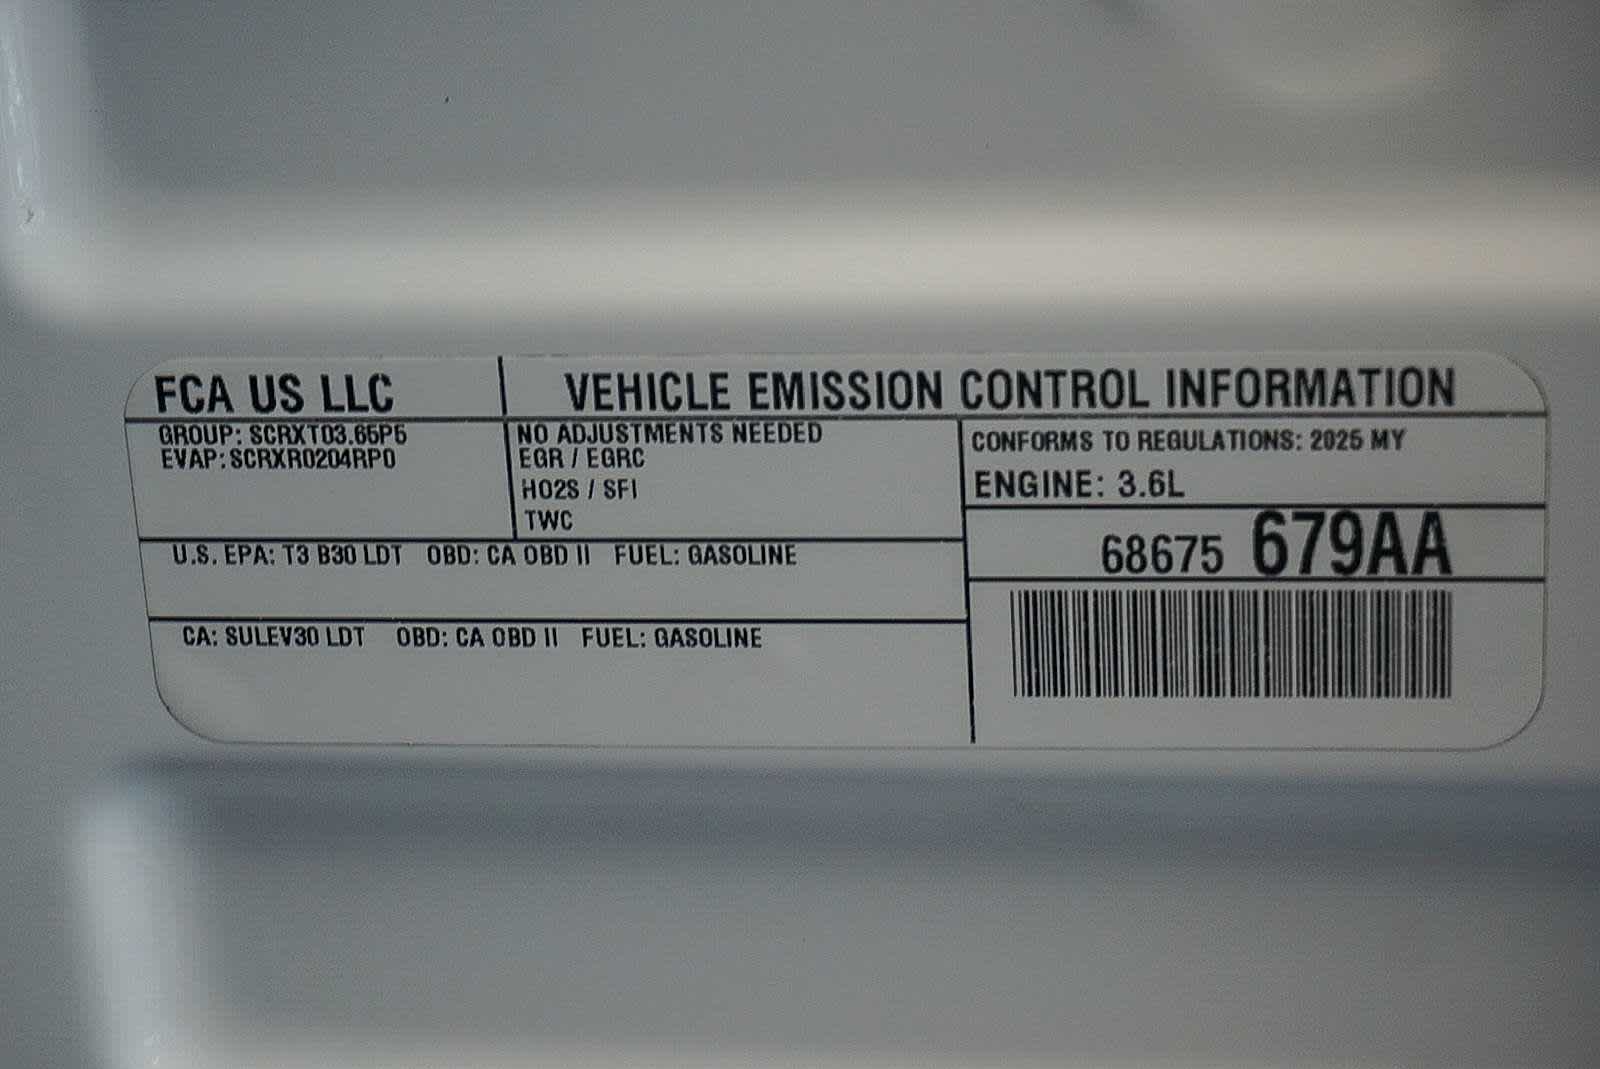 FCA US LLC
VEHICLE EMISSION CONTROL INFORMATION
GROUP: SCRXT03.65P5
EVAP: SCRXR0204RP0
NO ADJUSTMENTS NEEDED
EGR / EGRC
HO2S / SFI
TWC
CONFORMS TO REGULATIONS: 2025 MY
ENGINE: 3.6L
68675 679AA
U.S. EPA: T3 B30 LDT OBD: CA OBD II FUEL: GASOLINE
CA: SULEV30 LDT OBD: CA OBD II FUEL: GASOLINE